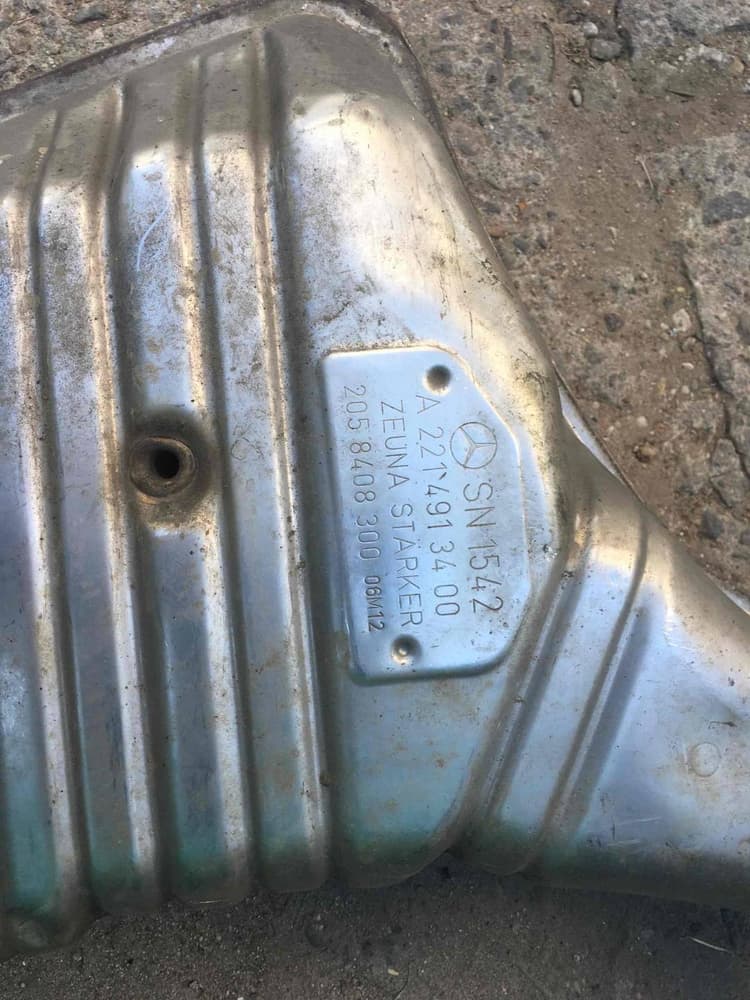 SN 1542
A 221 491 34 00
ZEUNA STÄRKER
205 8408 300 06M12